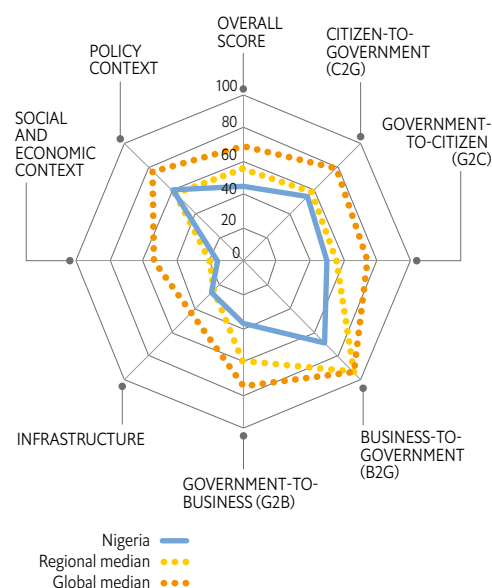 OVERALL
SCORE
CITIZEN-TO-
GOVERNMENT
(C2G)
GOVERNMENT-
TO-CITIZEN
(G2C)
BUSINESS-TO-
GOVERNMENT
(B2G)
GOVERNMENT-TO-
BUSINESS (G2B)
INFRASTRUCTURE
SOCIAL
AND
ECONOMIC
CONTEXT
POLICY
CONTEXT
100
80
60
40
20
0
Nigeria
Regional median
Global median